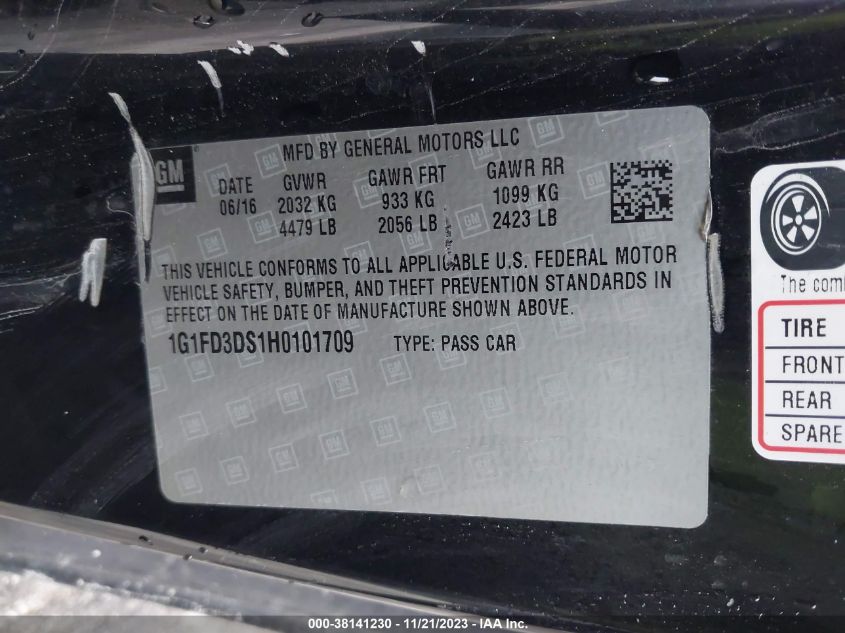 GM
MFD BY GENERAL MOTORS LLC
DATE GVWR GAWR FRT GAWR RR
06/16 2032 KG 933 KG 1099 KG
4479 LB 2056 LB 2423 LB
THIS VEHICLE CONFORMS TO ALL APPLICABLE U.S. FEDERAL MOTOR
VEHICLE SAFETY, BUMPER, AND THEFT PREVENTION STANDARDS IN
EFFECT ON THE DATE OF MANUFACTURE SHOWN ABOVE.
1G1FD3DS1H0101709 TYPE: PASS CAR
The
TIRE
FRONT
REAR
SPARE
000-38141230 - 11/21/2023 - IAA Inc.